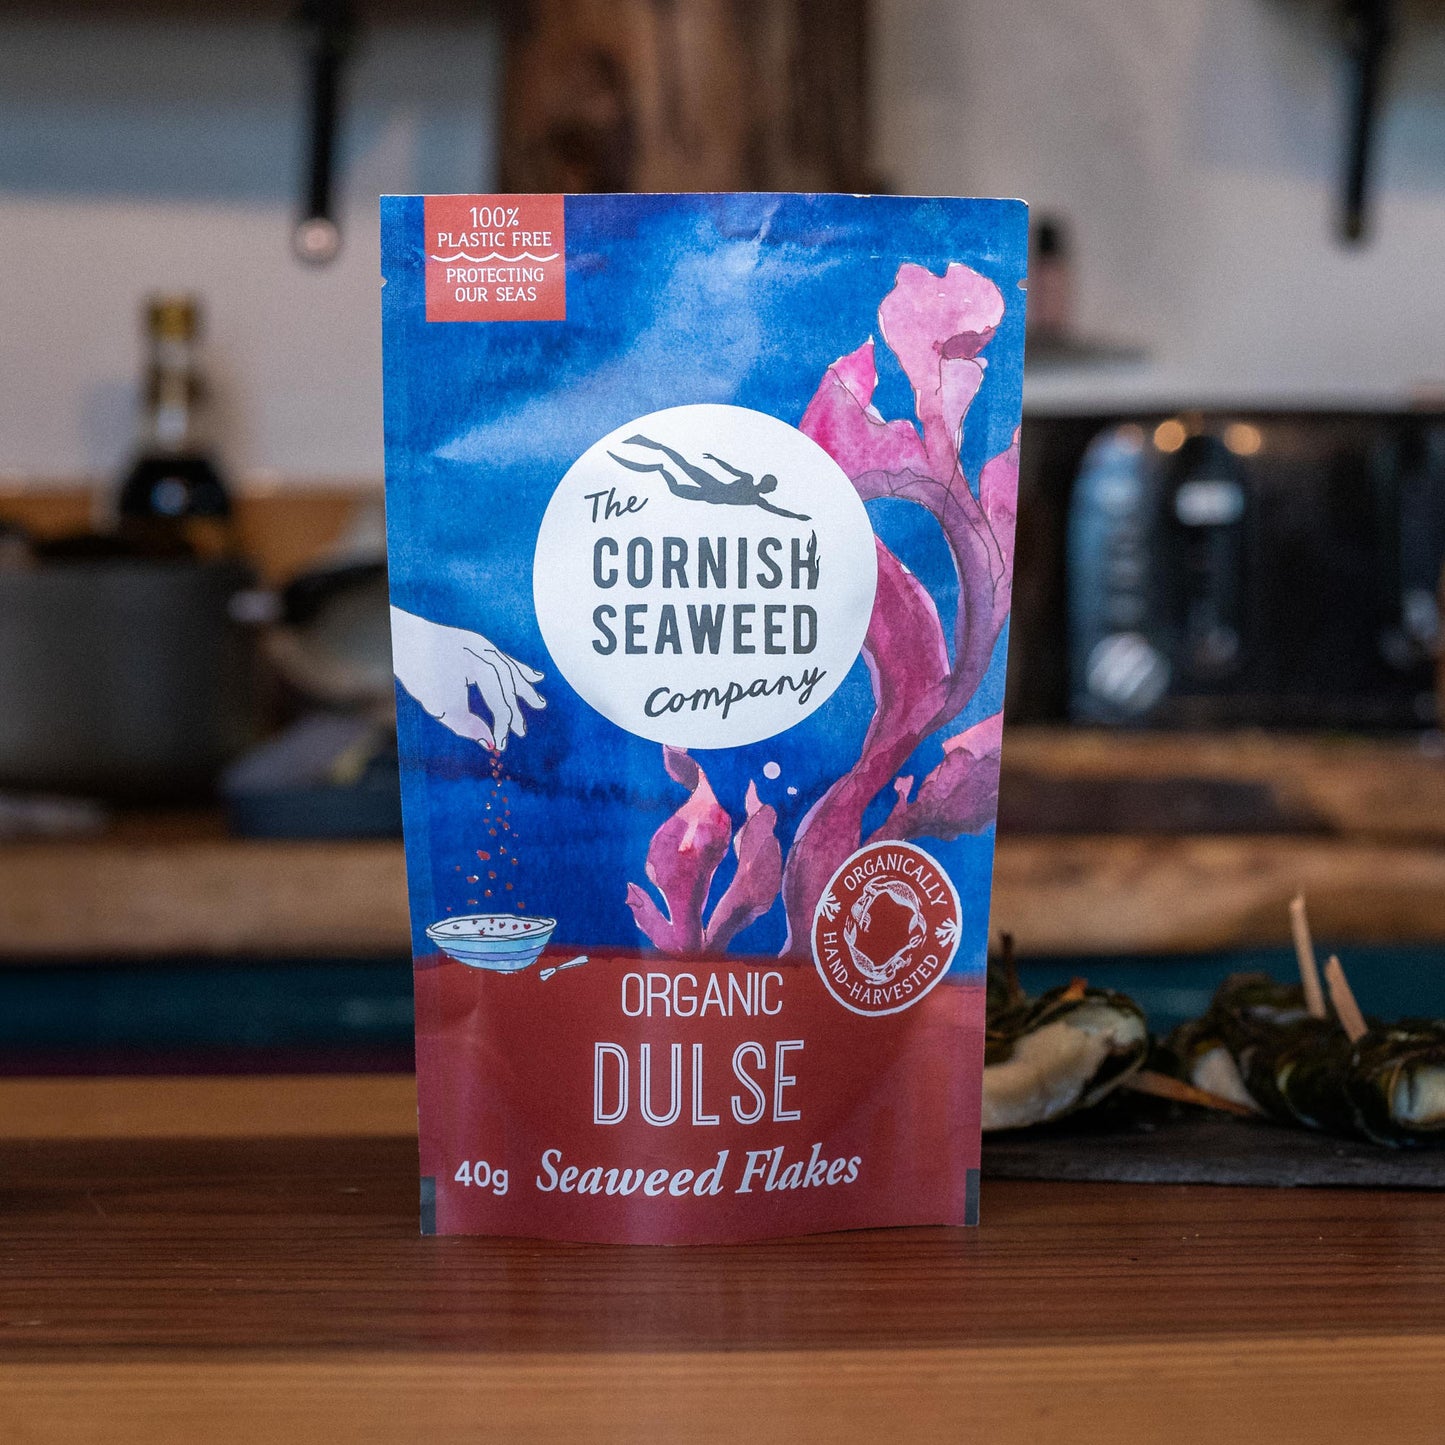 100%
PLASTIC FREE
PROTECTING
OUR SEAS
The
CORNISH
SEAWEED
Company
ORGANICALLY
HAND-HARVESTED
ORGANIC
DULSE
40g Seaweed Flakes